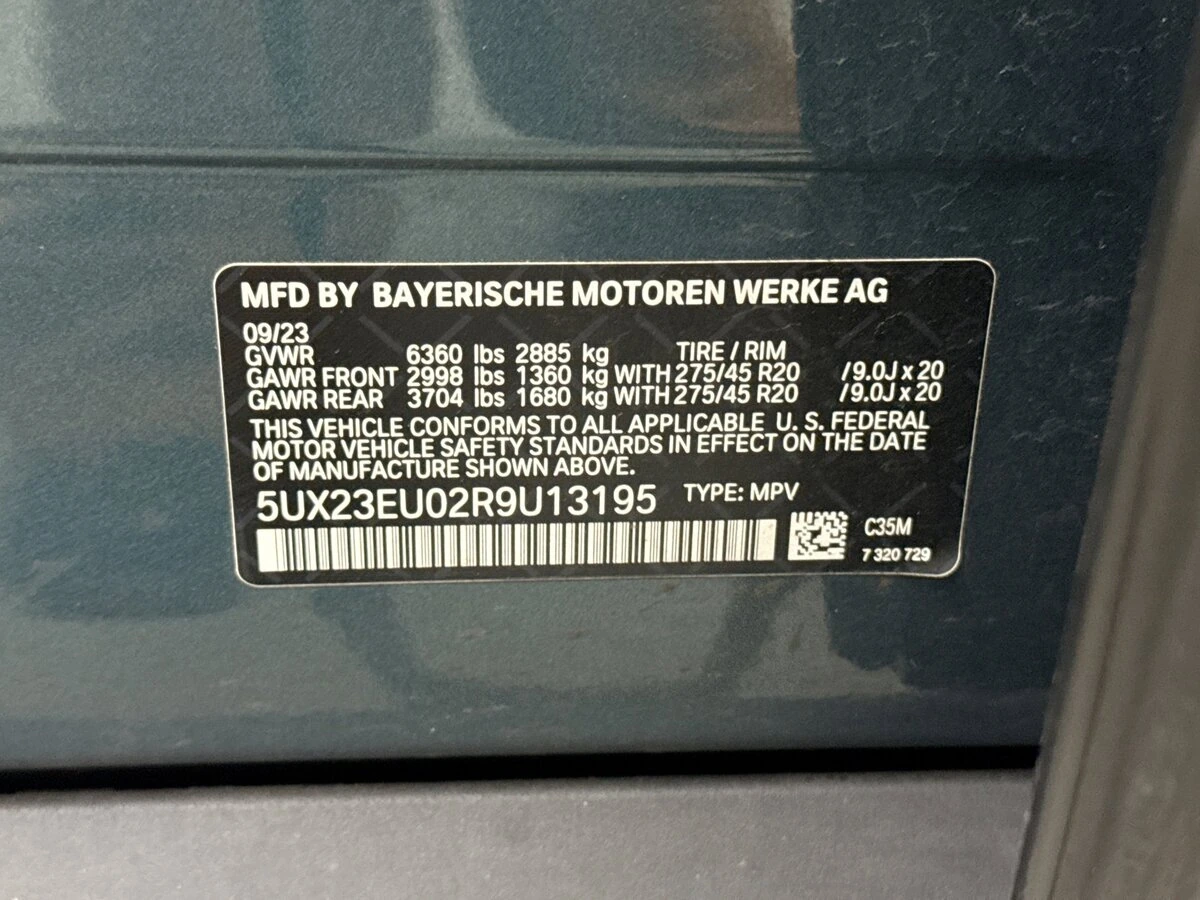 MFD BY BAYERISCHE MOTOREN WERKE AG
09/23
GVWR 6360 lbs 2885 kg TIRE / RIM
GAWR FRONT 2998 lbs 1360 kg WITH 275/45 R20 /9.0J x 20
GAWR REAR 3704 lbs 1680 kg WITH 275/45 R20 /9.0J x 20
THIS VEHICLE CONFORMS TO ALL APPLICABLE U. S. FEDERAL
MOTOR VEHICLE SAFETY STANDARDS IN EFFECT ON THE DATE
OF MANUFACTURE SHOWN ABOVE.
5UX23EU02R9U13195 TYPE: MPV
C35M
7 320 729